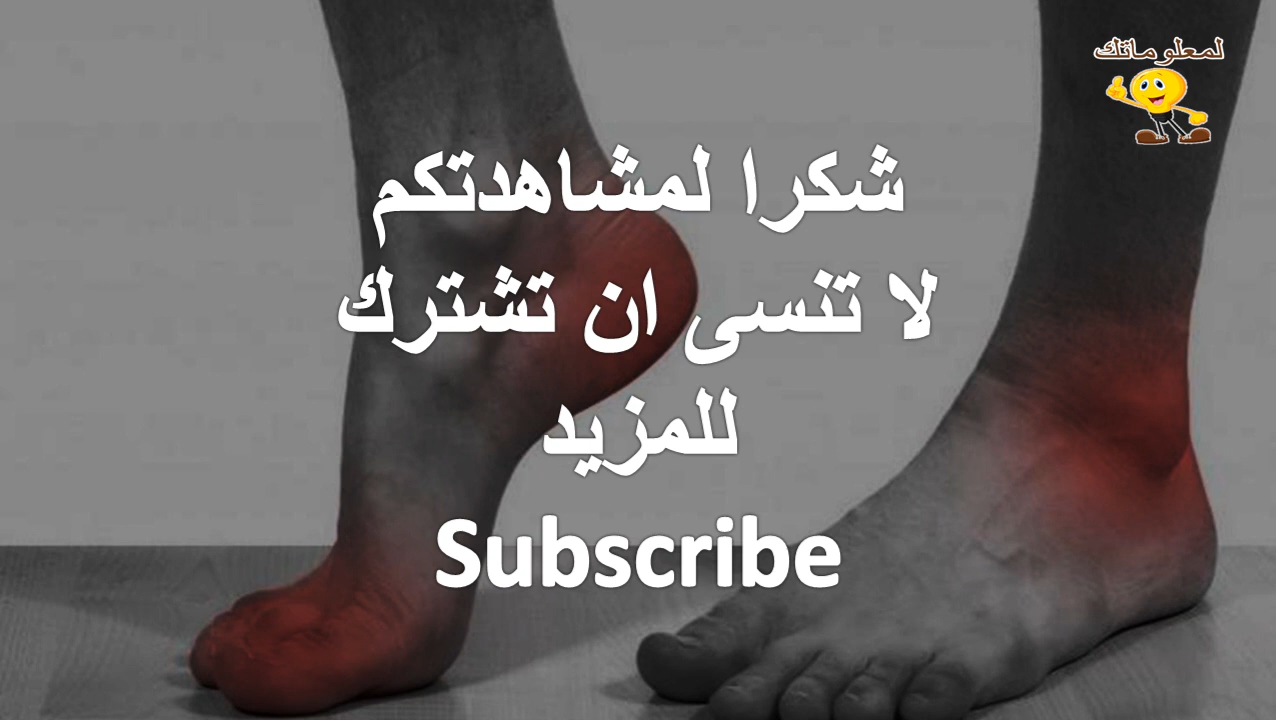 لمعلوماتك
شكرا لمشاهدتكم
لا تنسى ان تشترك
للمزيد
Subscribe